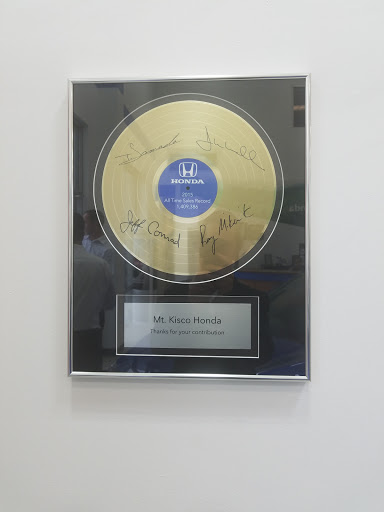 HONDA
2015
All Time Sales Record
1,409,386
Jeff Conrad
Mt. Kisco Honda
Thanks for your contribution